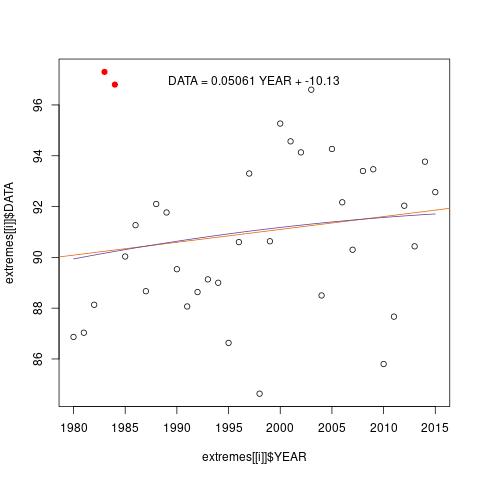 DATA = 0.05061 YEAR + -10.13
96
94
92
90
88
86
extremes[[i]]$DATA
1980 1985 1990 1995 2000 2005 2010 2015
extremes[[i]]$YEAR